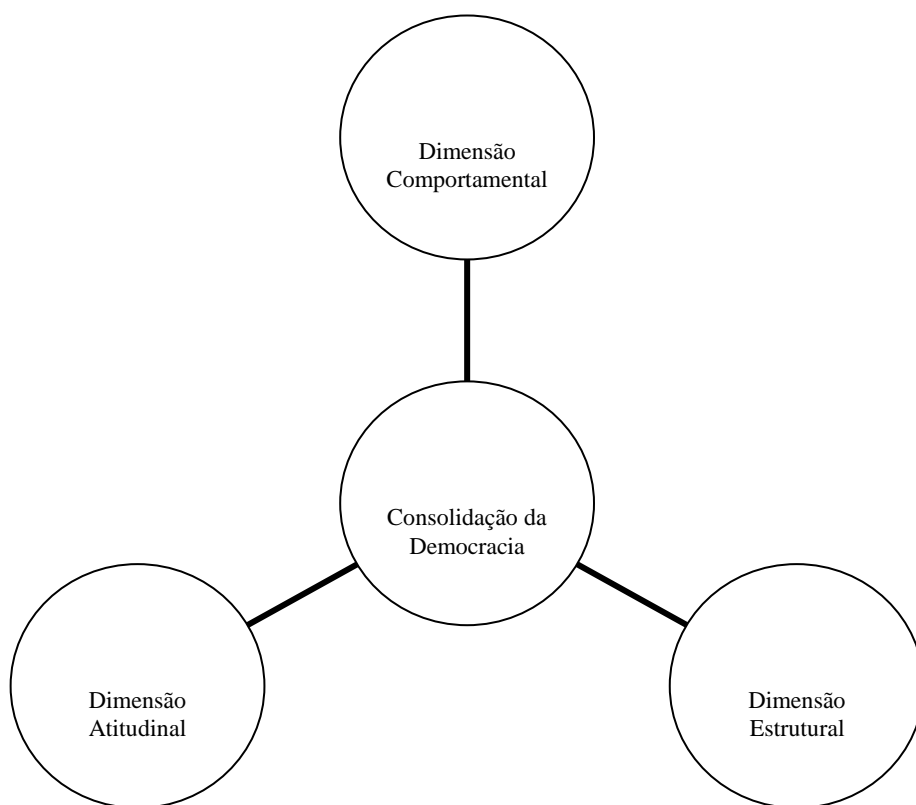 Dimensão
Comportamental
Consolidação da
Democracia
Dimensão
Atitudinal
Dimensão
Estrutural